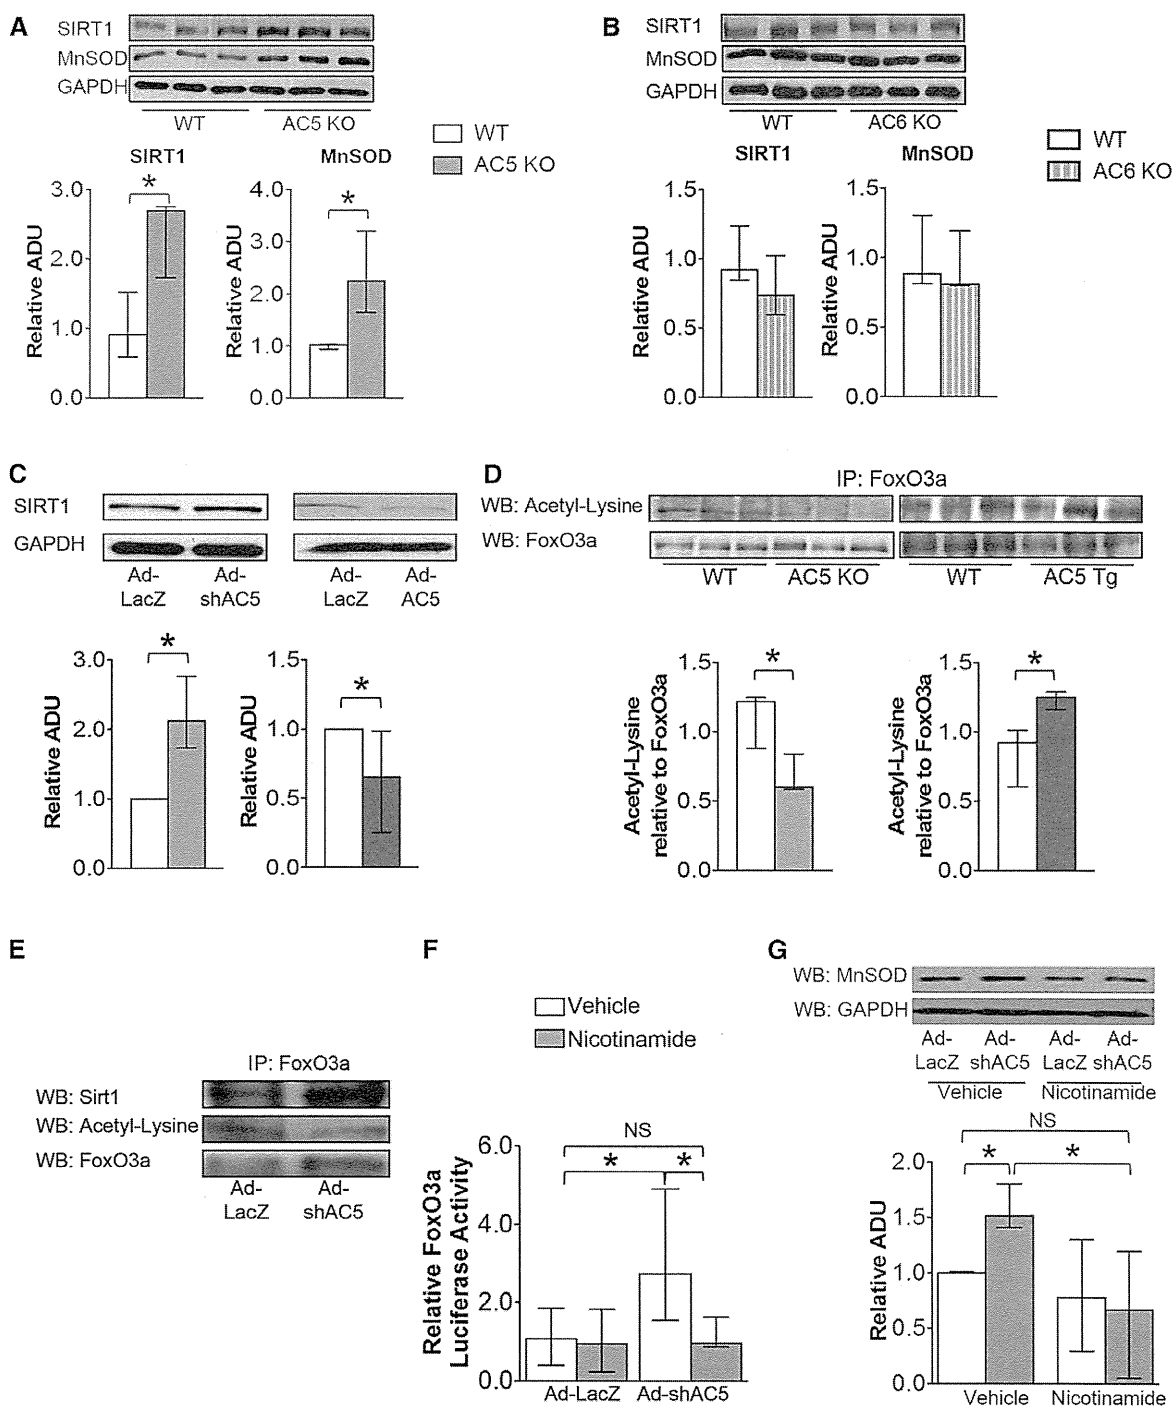 A
SIRT1
MnSOD
GAPDH
WT
AC5 KO
WT
AC5 KO
SIRT1
MnSOD
*
*
Relative ADU
3.0
2.0
1.0
0.0
Relative ADU
4.0
3.0
2.0
1.0
0.0
B
SIRT1
MnSOD
GAPDH
WT
AC6 KO
WT
AC6 KO
SIRT1
MnSOD
Relative ADU
1.5
1.0
0.5
0.0
Relative ADU
1.5
1.0
0.5
0.0
C
SIRT1
GAPDH
Ad-
LacZ
Ad-
shAC5
Ad-
LacZ
Ad-
AC5
*
*
Relative ADU
3.0
2.0
1.0
0.0
Relative ADU
1.5
1.0
0.5
0.0
D
IP: FoxO3a
WB: Acetyl-Lysine
WB: FoxO3a
WT
AC5 KO
WT
AC5 Tg
*
*
Acetyl-Lysine
relative to FoxO3a
1.5
1.0
0.5
0.0
Acetyl-Lysine
relative to FoxO3a
1.5
1.0
0.5
0.0
E
IP: FoxO3a
WB: Sirt1
WB: Acetyl-Lysine
WB: FoxO3a
Ad-
LacZ
Ad-
shAC5
F
Vehicle
Nicotinamide
NS
*
*
Relative FoxO3a
Luciferase Activity
6.0
4.0
2.0
0.0
Ad-LacZ
Ad-shAC5
G
WB: MnSOD
WB: GAPDH
Ad-
LacZ
Ad-
shAC5
Ad-
LacZ
Ad-
shAC5
Vehicle
Nicotinamide
NS
*
*
Relative ADU
2.0
1.5
1.0
0.5
0.0
Vehicle
Nicotinamide